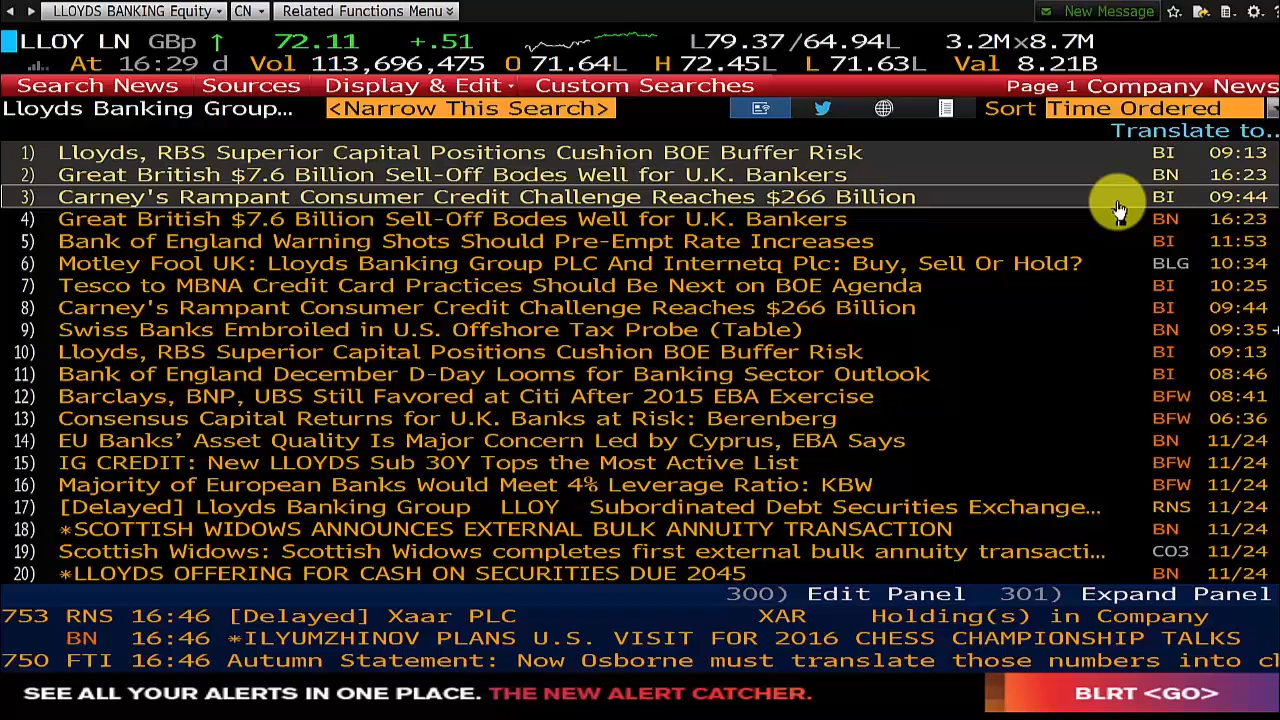 LLOYDS BANKING Equity CN Related Functions Menu New Message
LLOY LN GBp ↑ 72.11 +.51 L79.37/64.94L 3.2Mx8.7M
At 16:29 d Vol 113,696,475 O 71.64L H 72.45L L 71.63L Val 8.21B
Search News Sources Display & Edit Custom Searches Page 1 Company News
Lloyds Banking Group... <Narrow This Search> Sort Time Ordered
Translate to..
1) Lloyds, RBS Superior Capital Positions Cushion BOE Buffer Risk BI 09:13
2) Great British $7.6 Billion Sell-Off Bodes Well for U.K. Bankers BN 16:23
3) Carney's Rampant Consumer Credit Challenge Reaches $266 Billion BI 09:44
4) Great British $7.6 Billion Sell-Off Bodes Well for U.K. Bankers BN 16:23
5) Bank of England Warning Shots Should Pre-Empt Rate Increases BI 11:53
6) Motley Fool UK: Lloyds Banking Group PLC And Internetq Plc: Buy, Sell Or Hold? BLG 10:34
7) Tesco to MBNA Credit Card Practices Should Be Next on BOE Agenda BI 10:25
8) Carney's Rampant Consumer Credit Challenge Reaches $266 Billion BI 09:44
9) Swiss Banks Embroiled in U.S. Offshore Tax Probe (Table) BN 09:35+
10) Lloyds, RBS Superior Capital Positions Cushion BOE Buffer Risk BI 09:13
11) Bank of England December D-Day Looms for Banking Sector Outlook BI 08:46
12) Barclays, BNP, UBS Still Favored at Citi After 2015 EBA Exercise BFW 08:41
13) Consensus Capital Returns for U.K. Banks at Risk: Berenberg BFW 06:36
14) EU Banks’ Asset Quality Is Major Concern Led by Cyprus, EBA Says BN 11/24
15) IG CREDIT: New LLOYDS Sub 30Y Tops the Most Active List BFW 11/24
16) Majority of European Banks Would Meet 4% Leverage Ratio: KBW BFW 11/24
17) [Delayed] Lloyds Banking Group LLOY Subordinated Debt Securities Exchange... RNS 11/24
18) *SCOTTISH WIDOWS ANNOUNCES EXTERNAL BULK ANNUITY TRANSACTION BN 11/24
19) Scottish Widows: Scottish Widows completes first external bulk annuity transacti... CO3 11/24
20) *LLOYDS OFFERING FOR CASH ON SECURITIES DUE 2045 BN 11/24
300) Edit Panel 301) Expand Panel
753 RNS 16:46 [Delayed] Xaar PLC XAR Holding(s) in Company
BN 16:46 *ILYUMZHINOV PLANS U.S. VISIT FOR 2016 CHESS CHAMPIONSHIP TALKS
750 FTI 16:46 Autumn Statement: Now Osborne must translate those numbers into cl
SEE ALL YOUR ALERTS IN ONE PLACE. THE NEW ALERT CATCHER. BLRT <GO>